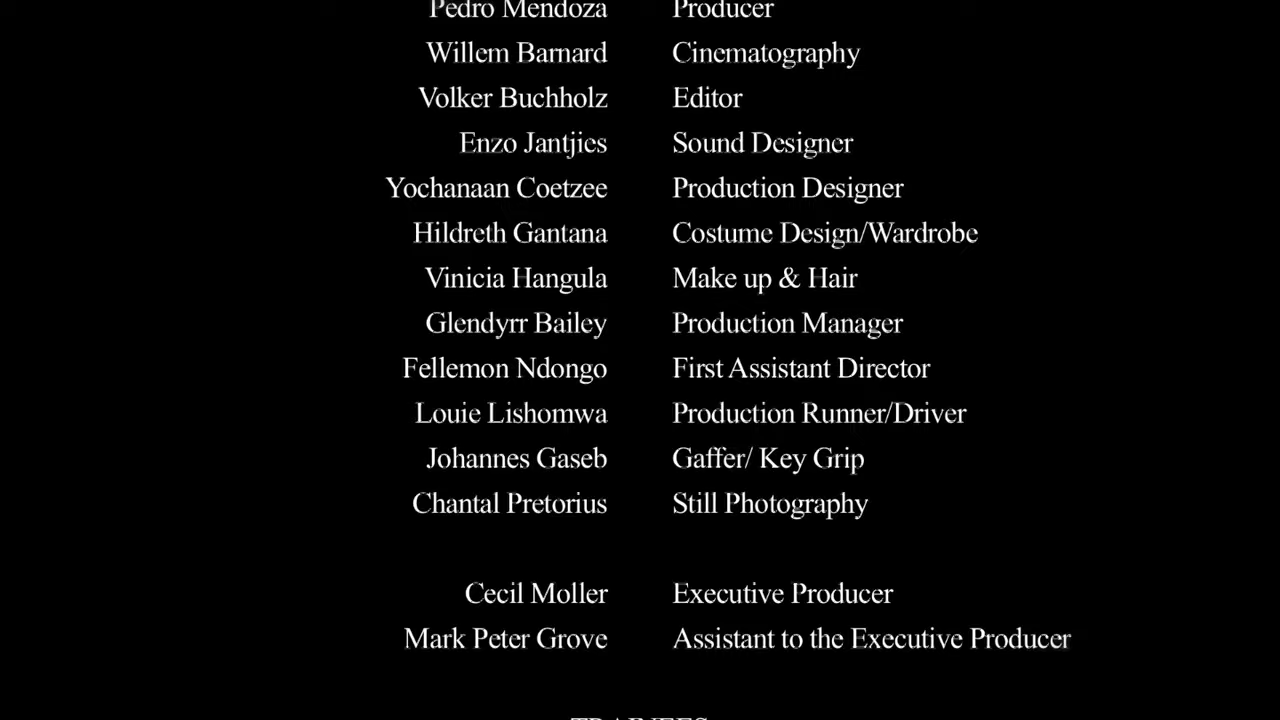 Pedro Mendoza Producer
Willem Barnard Cinematography
Volker Buchholz Editor
Enzo Jantjies Sound Designer
Yochanaan Coetzee Production Designer
Hildreth Gantana Costume Design/Wardrobe
Vinicia Hangula Make up & Hair
Glendyrr Bailey Production Manager
Fellemon Ndongo First Assistant Director
Louie Lishomwa Production Runner/Driver
Johannes Gaseb Gaffer/ Key Grip
Chantal Pretorius Still Photography
Cecil Moller Executive Producer
Mark Peter Grove Assistant to the Executive Producer
TRAINEES